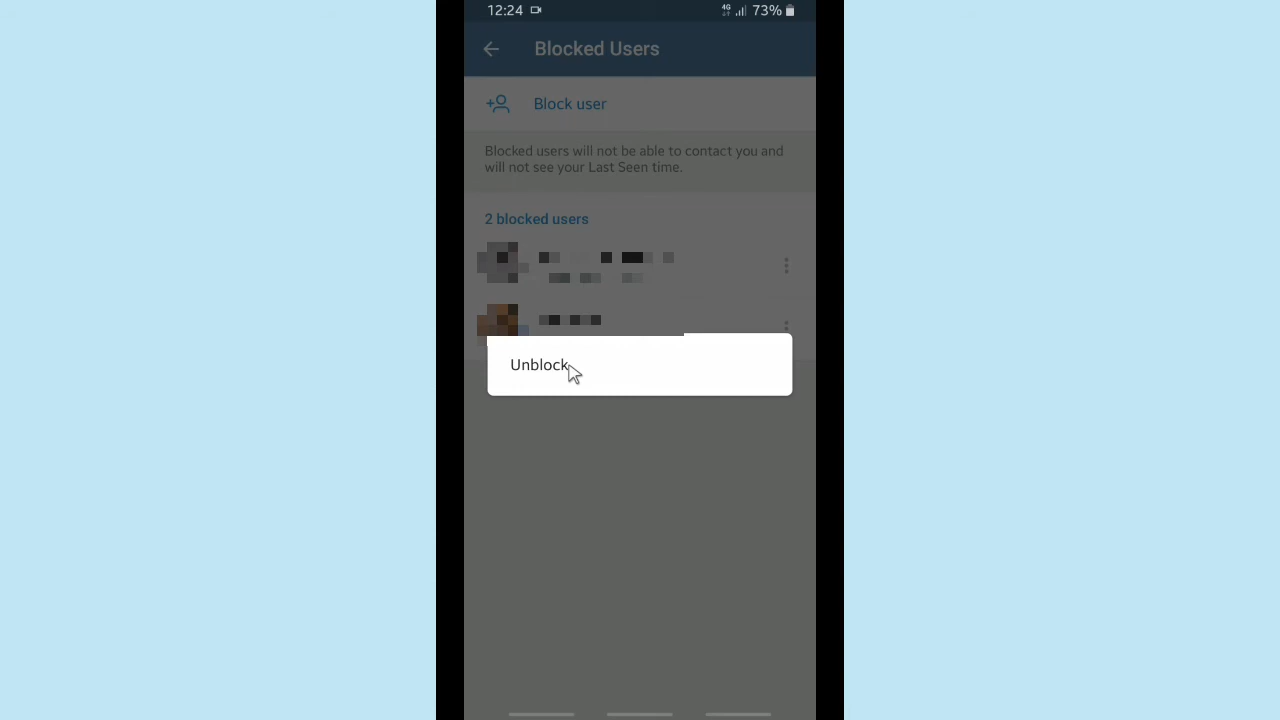 12:24 4G 73%
Blocked Users
Block user
Blocked users will not be able to contact you and
will not see your Last Seen time.
2 blocked users
Unblock